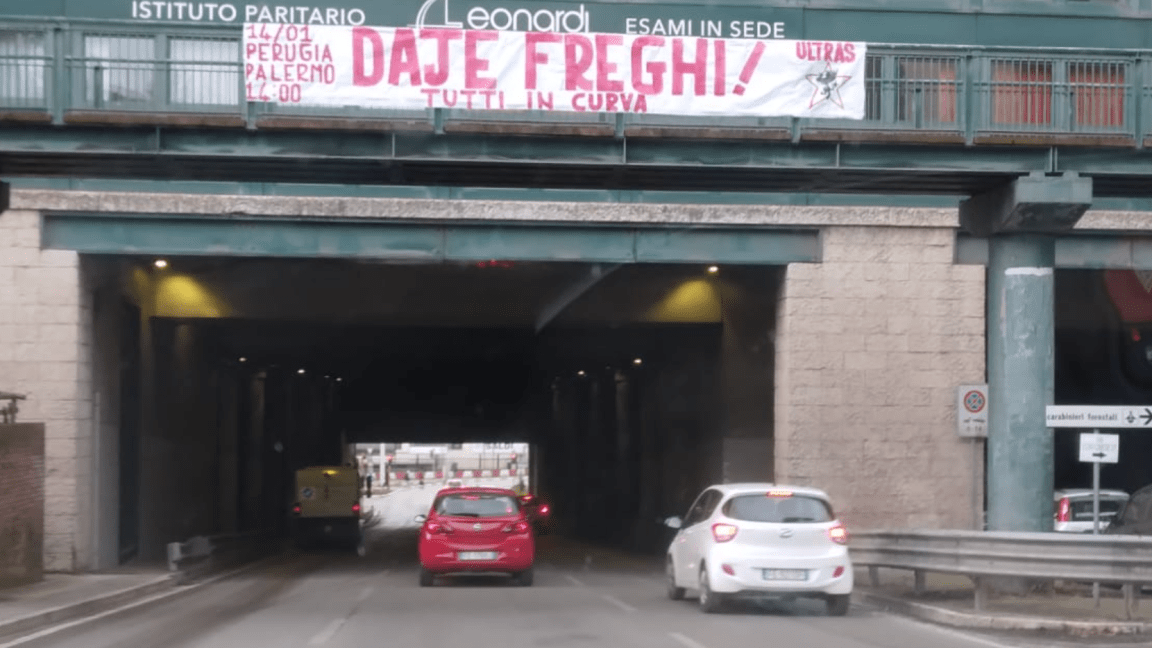 ISTITUTO PARITARIO Leonardi ESAMI IN SEDE
14/01
PERUGIA
PALERMO
14:00
DAJE FREGHI!
TUTTI IN CURVA
ULTRAS
carabinieri forestali